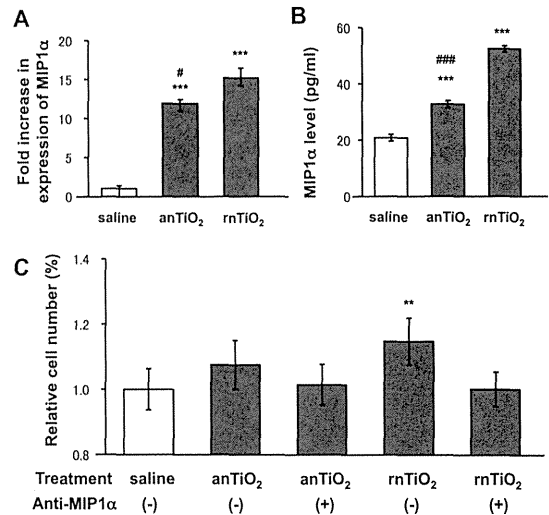 A
Fold increase in
expression of MIP1α
20
15
10
5
0
#
***
***
saline
anTiO₂
rnTiO₂
B
MIP1α level (pg/ml)
60
40
20
0
###
***
***
saline
anTiO₂
rnTiO₂
C
Relative cell number (%)
1.4
1.2
1.0
0.8
**
Treatment saline anTiO₂ anTiO₂ rnTiO₂ rnTiO₂
Anti-MIP1α (-) (-) (+) (-) (+)